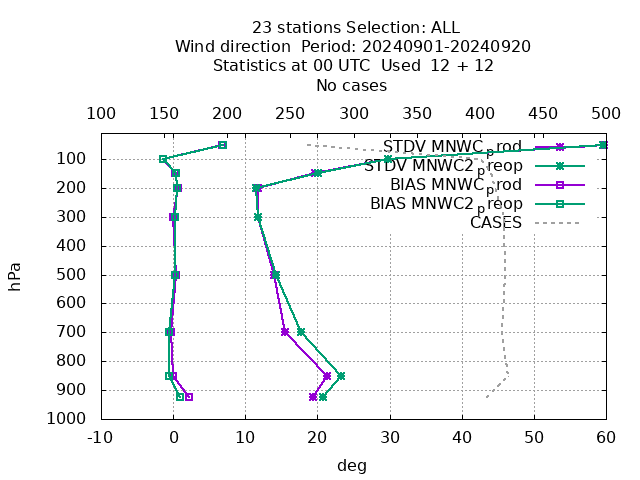 23 stations Selection: ALL
Wind direction  Period: 20240901-20240920
Statistics at 00 UTC  Used  12 + 12
No cases
100 150 200 250 300 350 400 450 500
STDV MNWC_prod
STDV MNWC2_preop
BIAS MNWC_prod
BIAS MNWC2_preop
CASES
100
200
300
400
500
600
700
800
900
1000
hPa
-10 0 10 20 30 40 50 60
deg